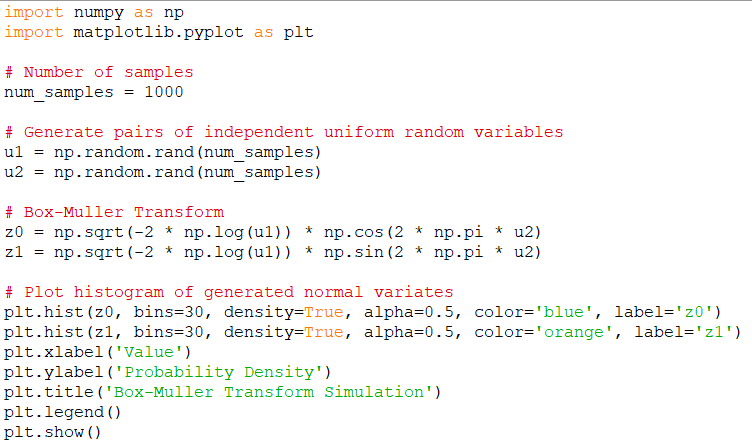 import numpy as np
import matplotlib.pyplot as plt

# Number of samples
num_samples = 1000

# Generate pairs of independent uniform random variables
u1 = np.random.rand(num_samples)
u2 = np.random.rand(num_samples)

# Box-Muller Transform
z0 = np.sqrt(-2 * np.log(u1)) * np.cos(2 * np.pi * u2)
z1 = np.sqrt(-2 * np.log(u1)) * np.sin(2 * np.pi * u2)

# Plot histogram of generated normal variates
plt.hist(z0, bins=30, density=True, alpha=0.5, color='blue', label='z0')
plt.hist(z1, bins=30, density=True, alpha=0.5, color='orange', label='z1')
plt.xlabel('Value')
plt.ylabel('Probability Density')
plt.title('Box-Muller Transform Simulation')
plt.legend()
plt.show()